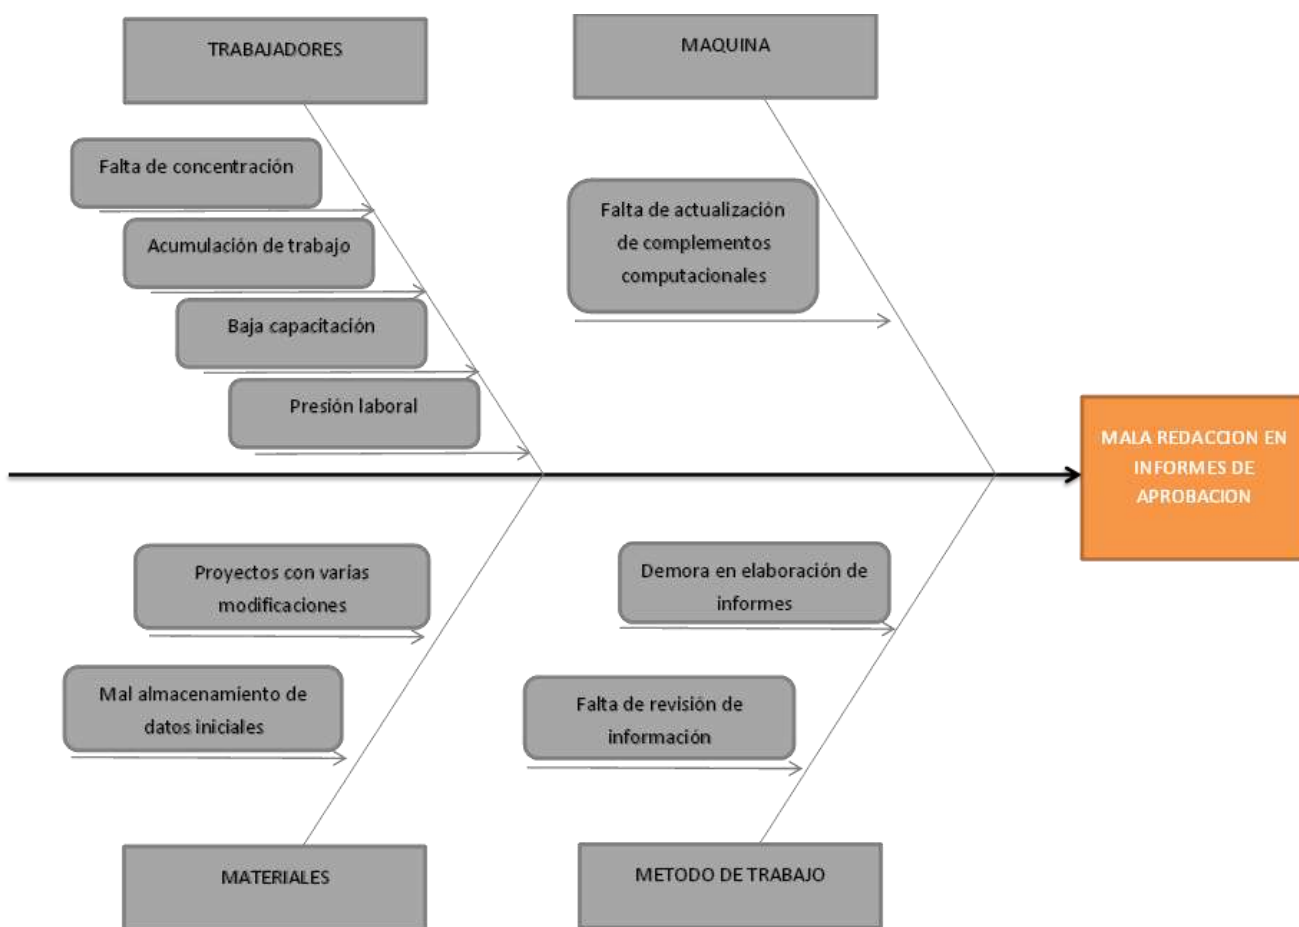 TRABAJADORES
MAQUINA
Falta de concentración
Acumulación de trabajo
Baja capacitación
Presión laboral
Falta de actualización
de complementos
computacionales
MALA REDACCION EN
INFORMES DE
APROBACION
Proyectos con varias
modificaciones
Mal almacenamiento de
datos iniciales
Demora en elaboración de
informes
Falta de revisión de
información
MATERIALES
METODO DE TRABAJO